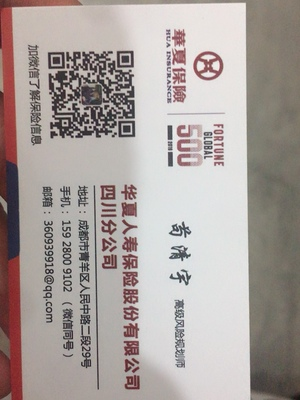 華夏保險
HUA INSURANCE
FORTUNE
GLOBAL
500
苟清宇 高级风险规划师
华夏人寿保险股份有限公司
四川分公司
地址：成都市青羊区人民中路二段29号
手机：159 2800 9102 （微信同号）
邮箱：360939918@qq.com
加微信了解保险信息